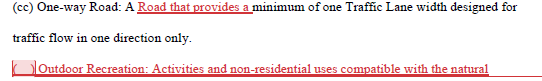 (cc) One-way Road: A Road that provides a minimum of one Traffic Lane width designed for
traffic flow in one direction only.
(__) Outdoor Recreation: Activities and non-residential uses compatible with the natural